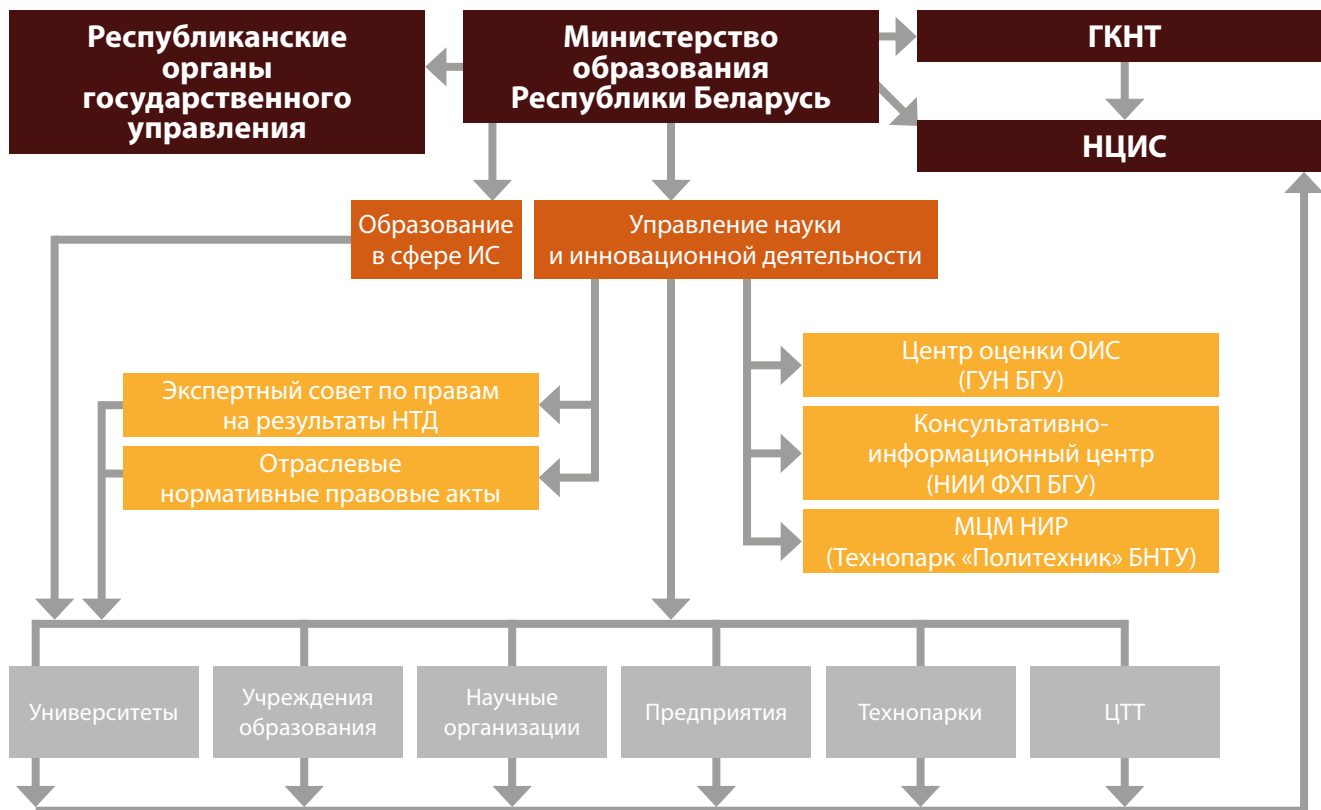 Республиканские
органы
государственного
управления
Министерство
образования
Республики Беларусь
ГКНТ
НЦИС
Образование
в сфере ИС
Управление науки
и инновационной деятельности
Экспертный совет по правам
на результаты НТД
Отраслевые
нормативные правовые акты
Центр оценки ОИС
(ГУН БГУ)
Консультативно-
информационный центр
(НИИ ФХП БГУ)
МЦМ НИР
(Технопарк «Политехник» БНТУ)
Университеты
Учреждения
образования
Научные
организации
Предприятия
Технопарки
ЦТТ